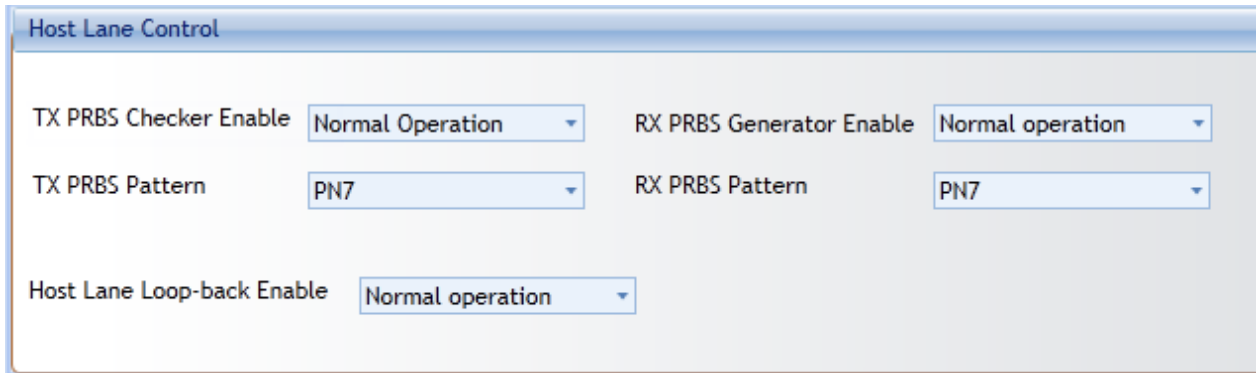 Host Lane Control
TX PRBS Checker Enable Normal Operation RX PRBS Generator Enable Normal operation
TX PRBS Pattern PN7 RX PRBS Pattern PN7
Host Lane Loop-back Enable Normal operation